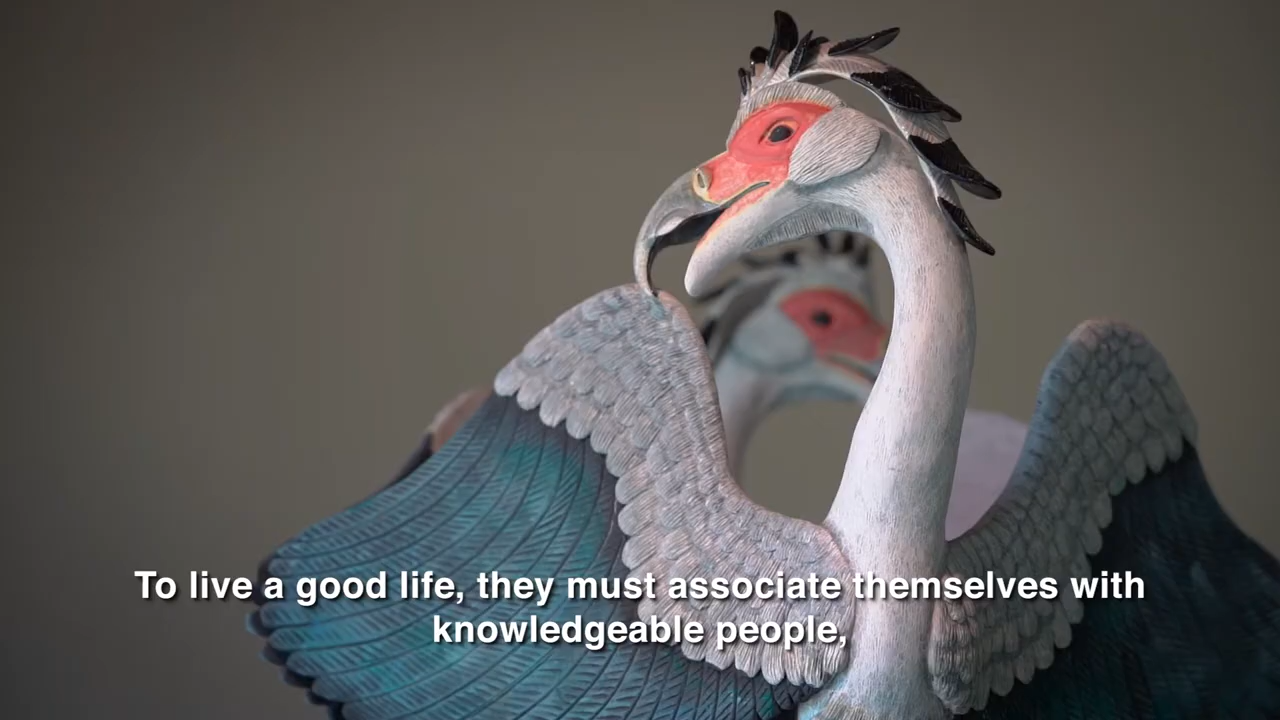 To live a good life, they must associate themselves with
knowledgeable people,